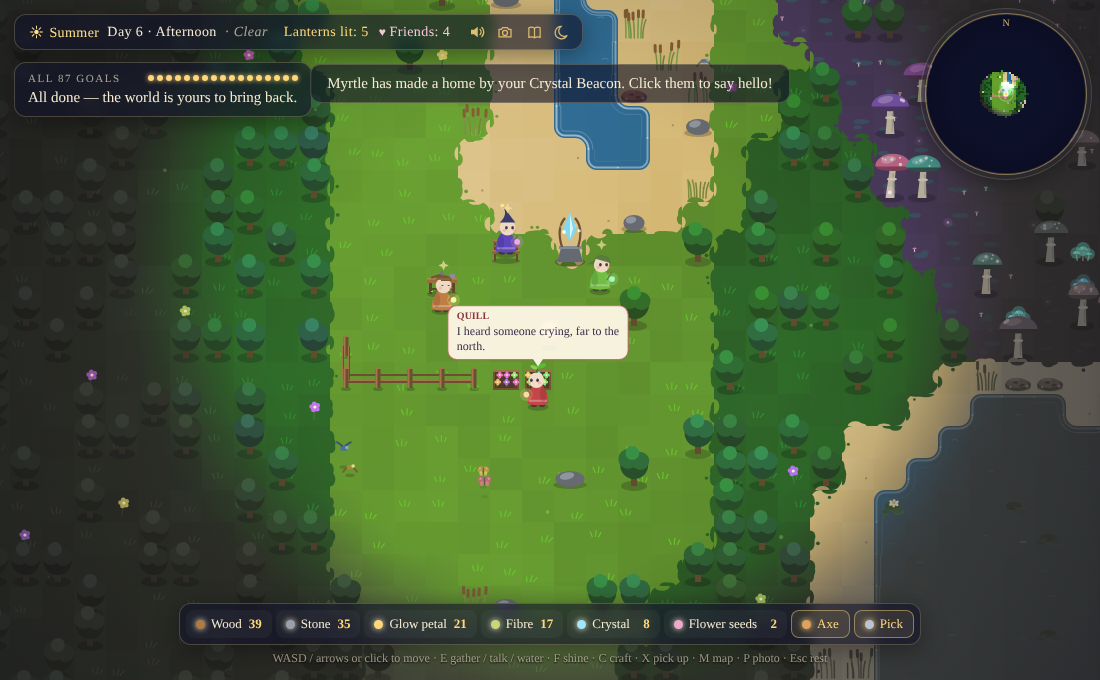 Summer Day 6 · Afternoon · Clear Lanterns lit: 5 ♥ Friends: 4
N
ALL 87 GOALS
All done — the world is yours to bring back.
Myrtle has made a home by your Crystal Beacon. Click them to say hello!
QUILL
I heard someone crying, far to the
north.
Wood 39 Stone 35 Glow petal 21 Fibre 17 Crystal 8 Flower seeds 2 Axe Pick
WASD / arrows or click to move · E gather / talk / water · F shine · C craft · X pick up · M map · P photo · Esc rest